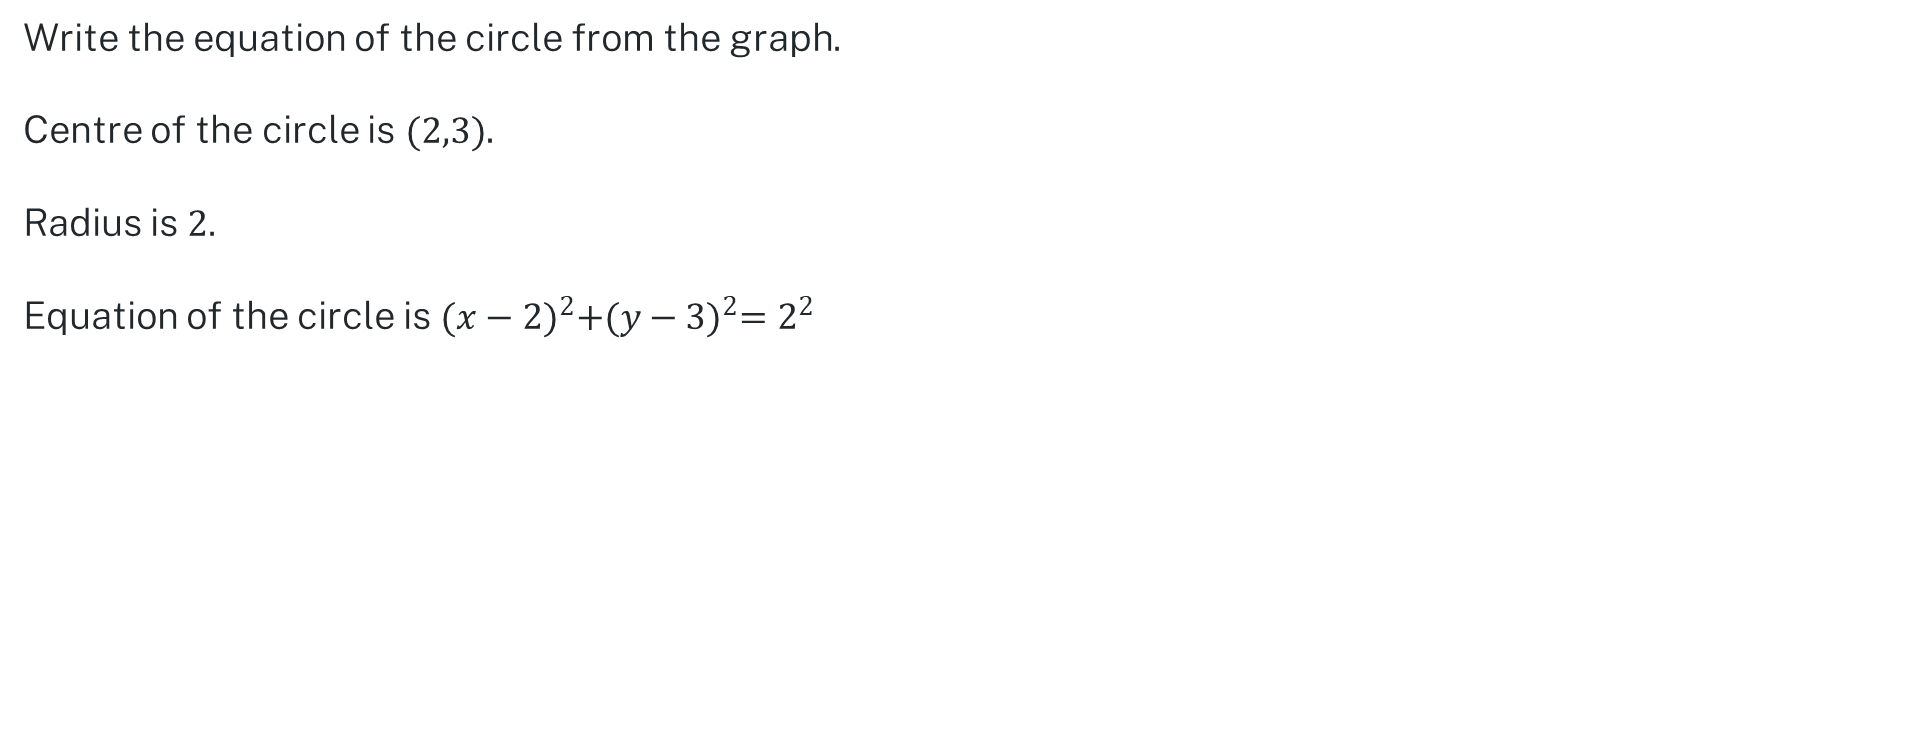 Write the equation of the circle from the graph.
Centre of the circle is (2,3).
Radius is 2.
Equation of the circle is (x − 2)²+(y − 3)²= 2²